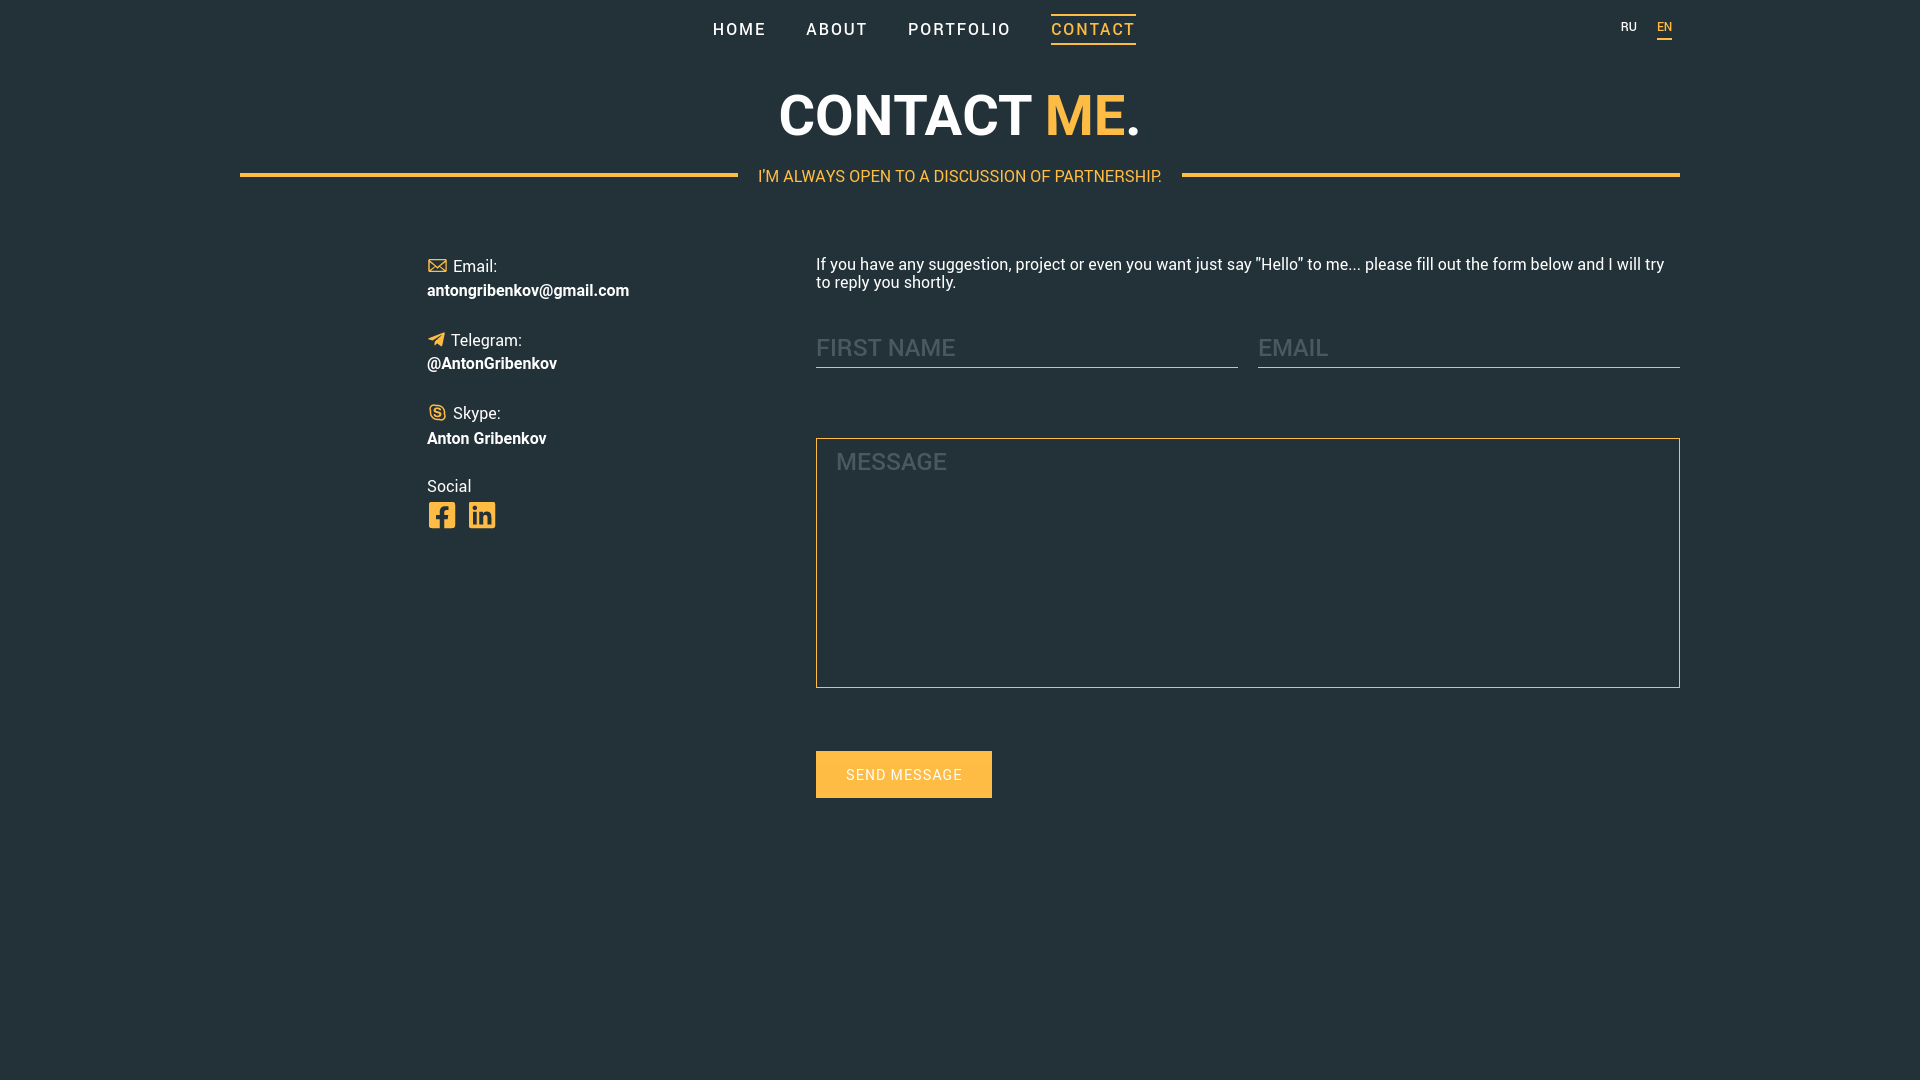 HOME ABOUT PORTFOLIO CONTACT RU EN
CONTACT ME.
I'M ALWAYS OPEN TO A DISCUSSION OF PARTNERSHIP.
Email:
antongribenkov@gmail.com
Telegram:
@AntonGribenkov
Skype:
Anton Gribenkov
Social
If you have any suggestion, project or even you want just say "Hello" to me... please fill out the form below and I will try
to reply you shortly.
FIRST NAME EMAIL
MESSAGE
SEND MESSAGE